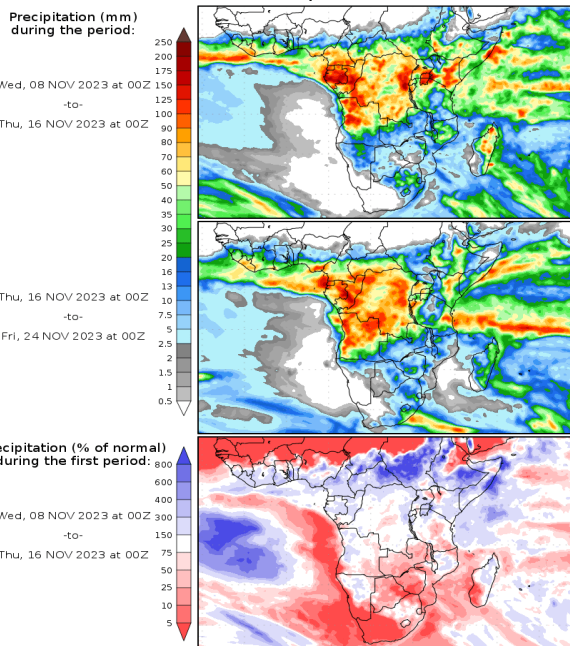 Precipitation (mm)
during the period:
250
200
175
150
125
100
90
80
70
60
50
40
35
30
25
20
16
13
10
7.5
5
2.5
2
1.5
1
0.5
Wed, 08 NOV 2023 at 00Z
-to-
Thu, 16 NOV 2023 at 00Z
Thu, 16 NOV 2023 at 00Z
-to-
Fri, 24 NOV 2023 at 00Z
ecipitation (% of normal)
during the first period:
800
600
400
300
150
75
50
25
10
5
Wed, 08 NOV 2023 at 00Z
-to-
Thu, 16 NOV 2023 at 00Z